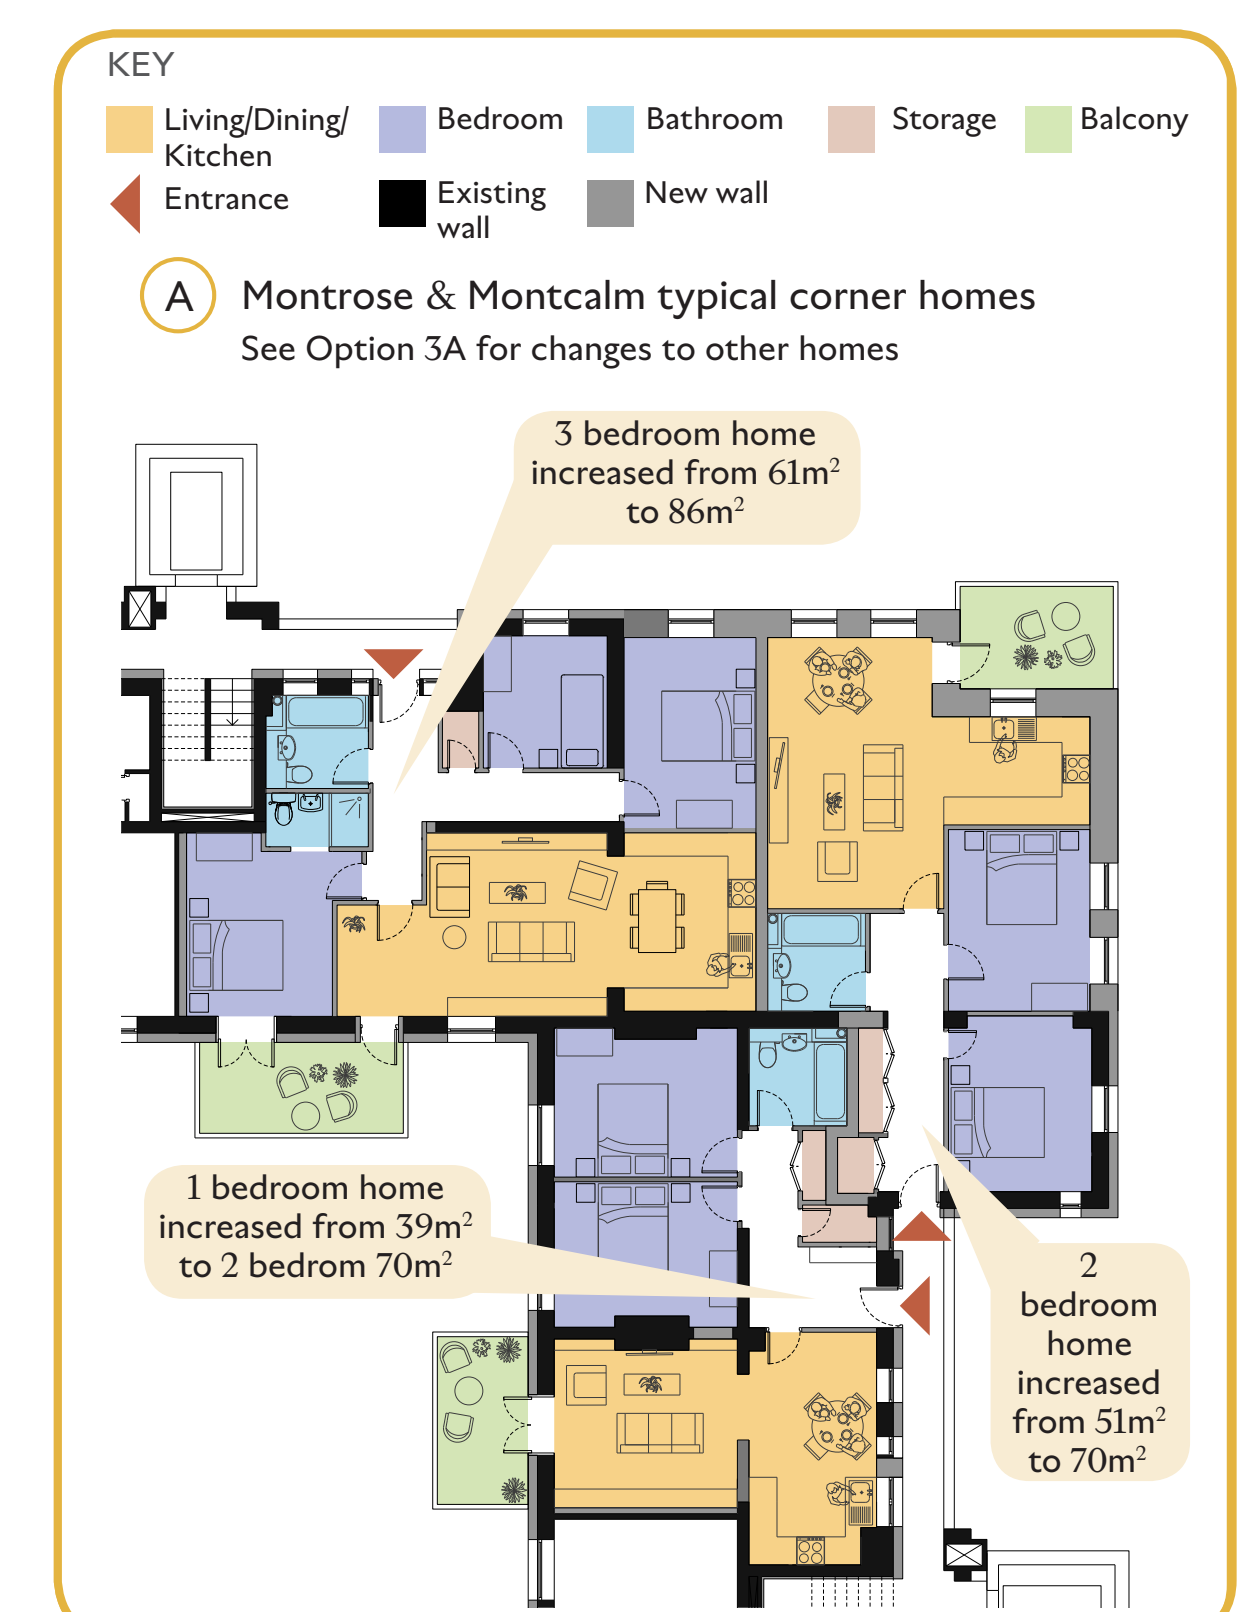 KEY
Living/Dining/
Kitchen
Bedroom
Bathroom
Storage
Balcony
Entrance
Existing
wall
New wall
A
Montrose & Montcalm typical corner homes
See Option 3A for changes to other homes
3 bedroom home
increased from 61m²
to 86m²
1 bedroom home
increased from 39m²
to 2 bedrom 70m²
2
bedroom
home
increased
from 51m²
to 70m²